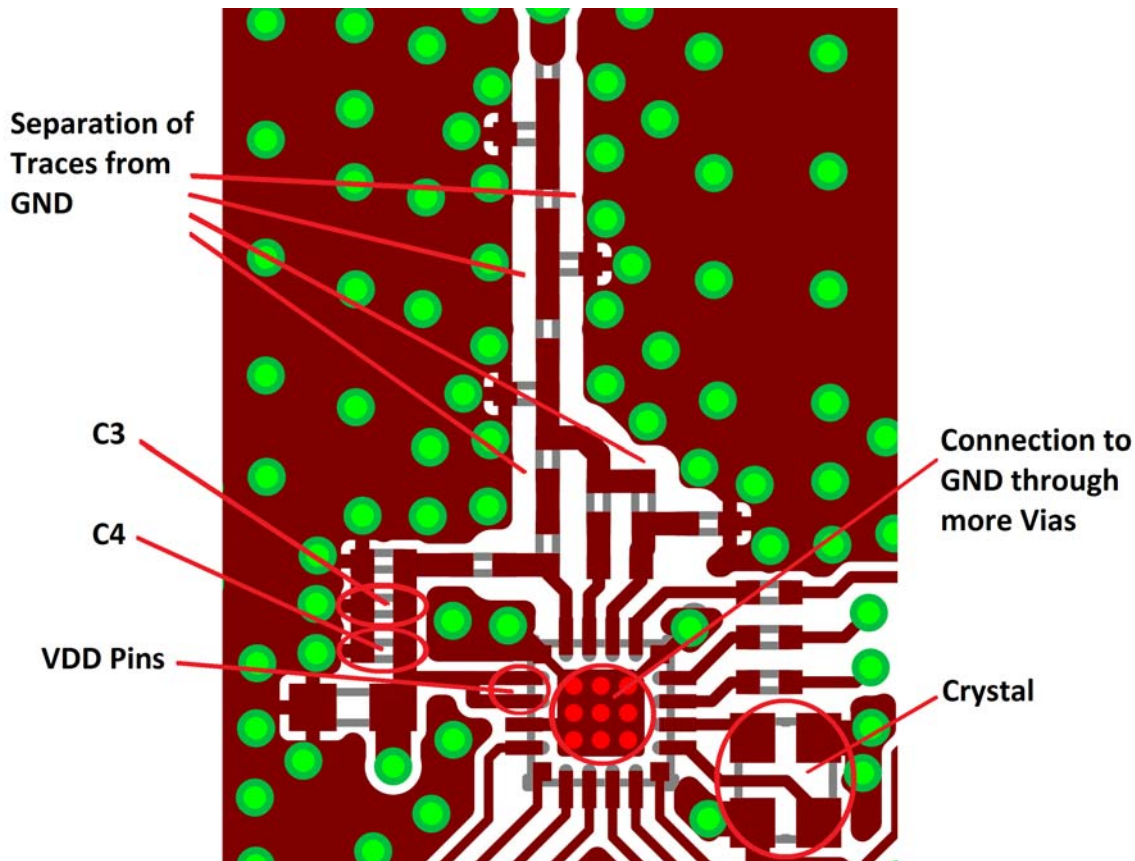 Separation of
Traces from
GND
C3
C4
VDD Pins
Connection to
GND through
more Vias
Crystal